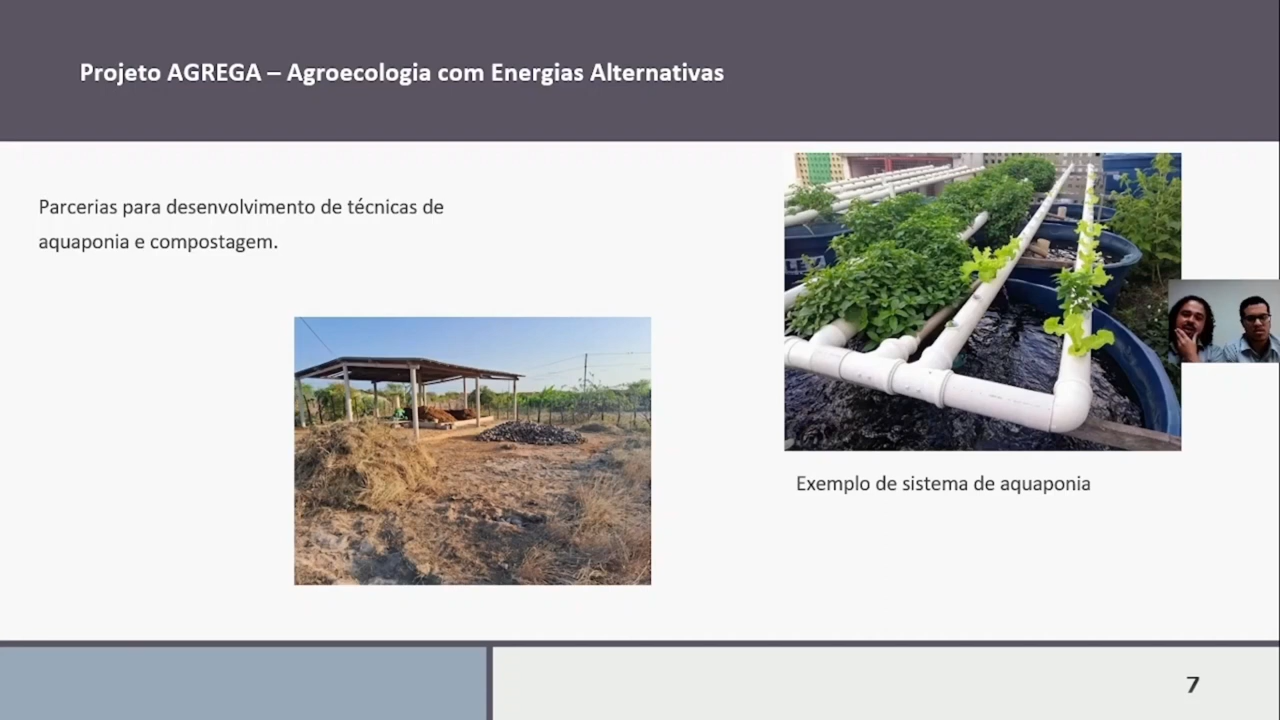 Projeto AGREGA – Agroecologia com Energias Alternativas
Parcerias para desenvolvimento de técnicas de
aquaponia e compostagem.
Exemplo de sistema de aquaponia
7